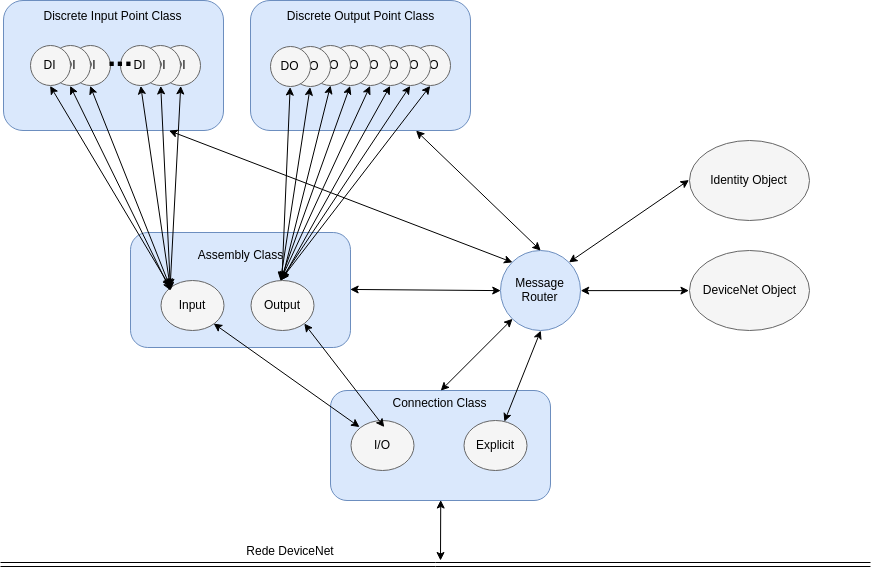 Discrete Input Point Class
Discrete Output Point Class
DI I I DI I I
DO O O O O O O O
Identity Object
Assembly Class
Message
Router
DeviceNet Object
Input
Output
Connection Class
I/O
Explicit
Rede DeviceNet